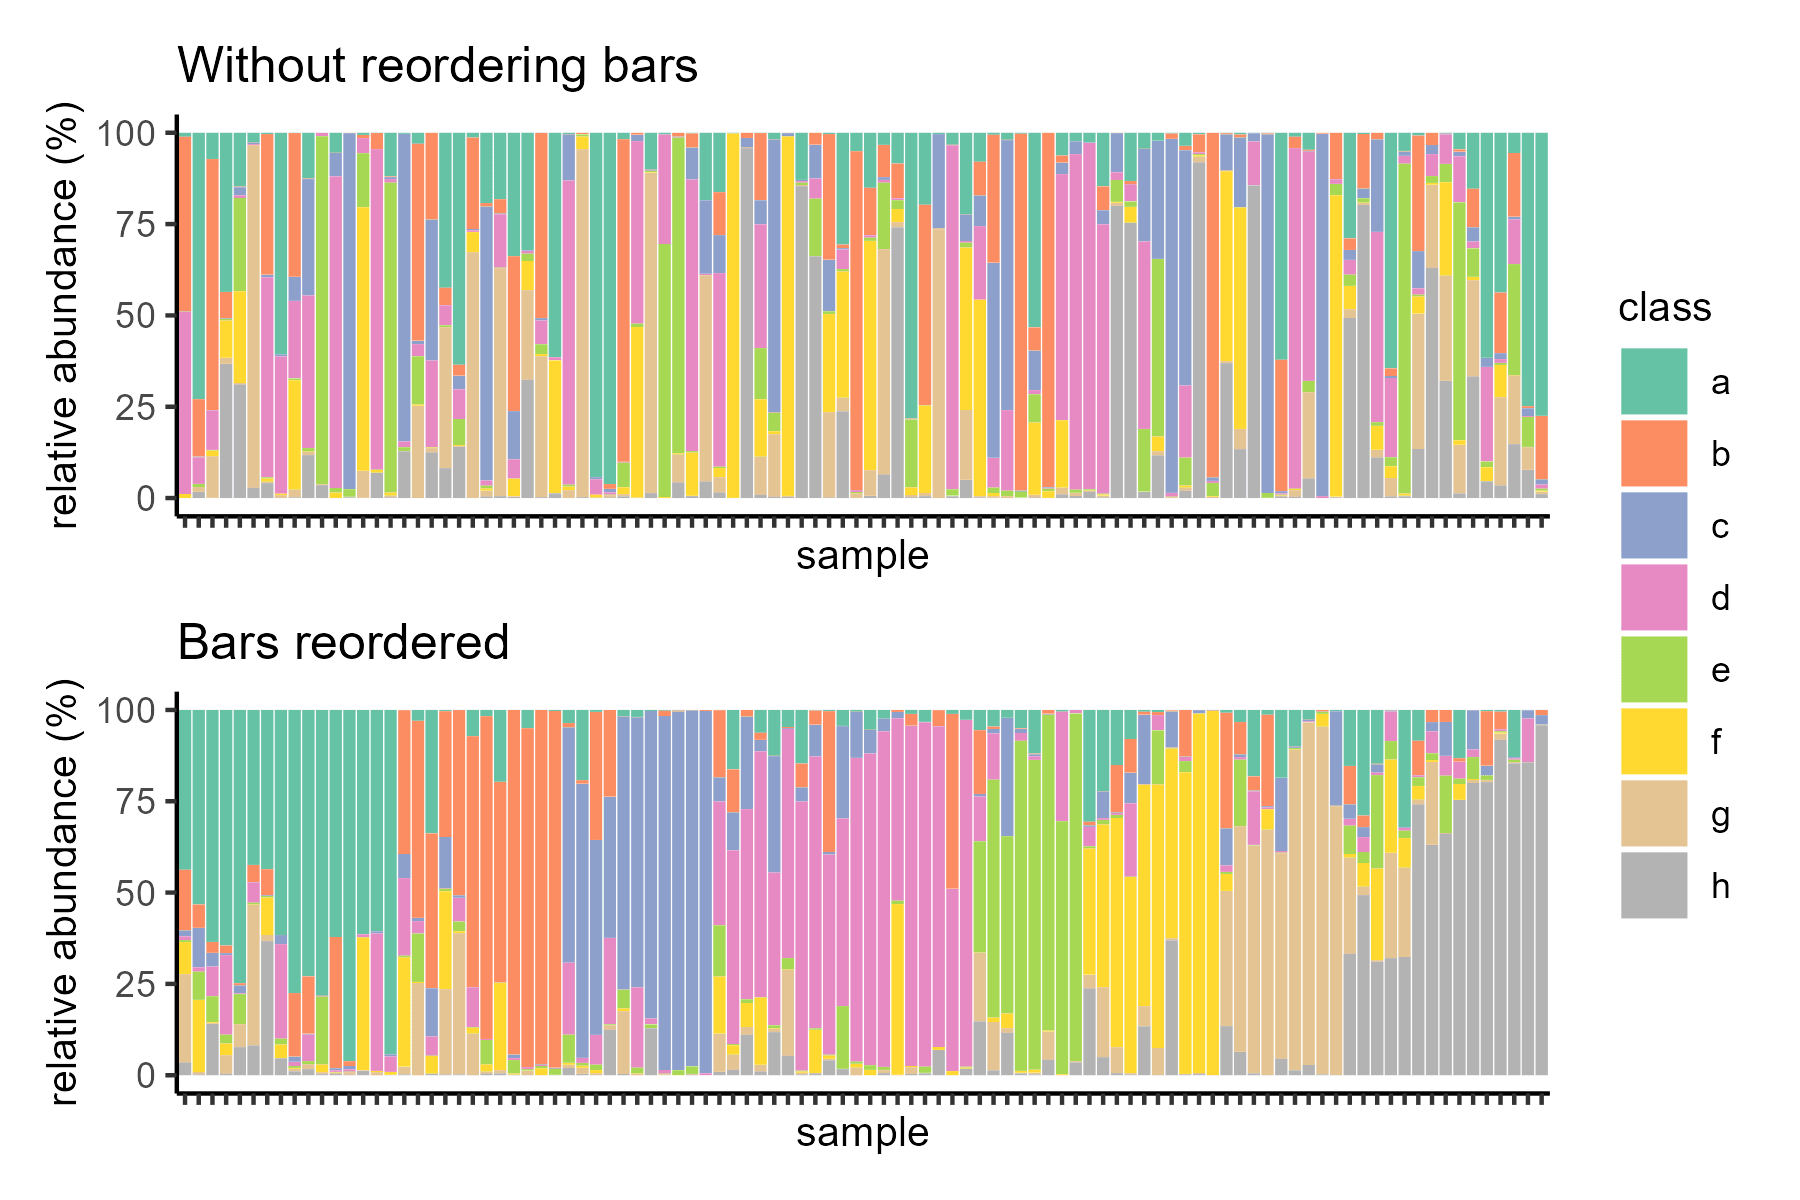 Without reordering bars
relative abundance (%)
100
75
50
25
0
sample
Bars reordered
relative abundance (%)
100
75
50
25
0
sample
class
a
b
c
d
e
f
g
h